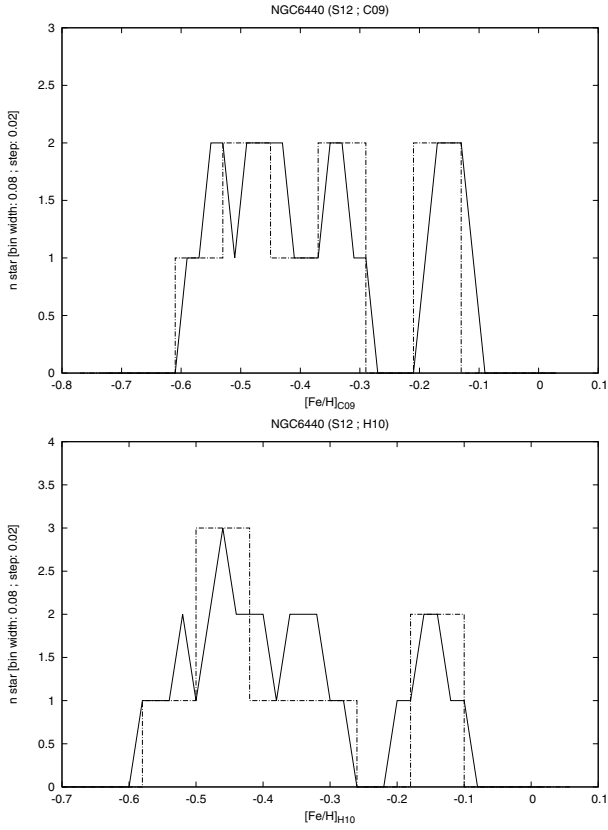 NGC6440 (S12 ; C09)
3
2.5
2
1.5
1
0.5
0
n star [bin width: 0.08 ; step: 0.02]
-0.8 -0.7 -0.6 -0.5 -0.4 -0.3 -0.2 -0.1 0 0.1
[Fe/H]C09
NGC6440 (S12 ; H10)
4
3.5
3
2.5
2
1.5
1
0.5
0
n star [bin width: 0.08 ; step: 0.02]
-0.7 -0.6 -0.5 -0.4 -0.3 -0.2 -0.1 0 0.1
[Fe/H]H10